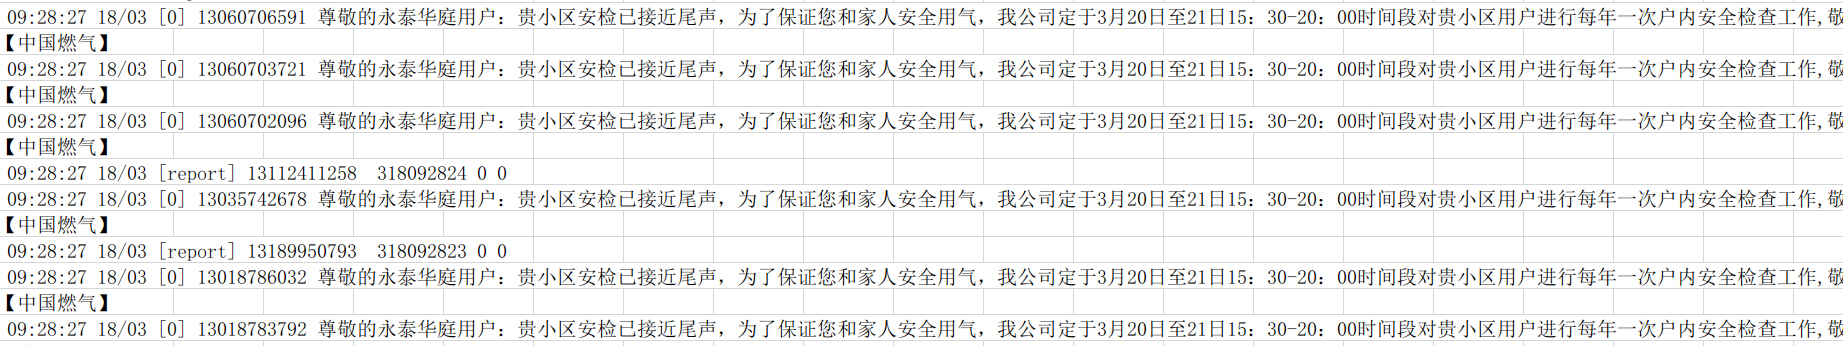 09:28:27 18/03 [0] 13060706591 尊敬的永泰华庭用户：贵小区安检已接近尾声，为了保证您和家人安全用气，我公司定于3月20日至21日15：30-20：00时间段对贵小区用户进行每年一次户内安全检查工作,敬
【中国燃气】
09:28:27 18/03 [0] 13060703721 尊敬的永泰华庭用户：贵小区安检已接近尾声，为了保证您和家人安全用气，我公司定于3月20日至21日15：30-20：00时间段对贵小区用户进行每年一次户内安全检查工作,敬
【中国燃气】
09:28:27 18/03 [0] 13060702096 尊敬的永泰华庭用户：贵小区安检已接近尾声，为了保证您和家人安全用气，我公司定于3月20日至21日15：30-20：00时间段对贵小区用户进行每年一次户内安全检查工作,敬
【中国燃气】
09:28:27 18/03 [report] 13112411258  318092824 0 0
09:28:27 18/03 [0] 13035742678 尊敬的永泰华庭用户：贵小区安检已接近尾声，为了保证您和家人安全用气，我公司定于3月20日至21日15：30-20：00时间段对贵小区用户进行每年一次户内安全检查工作,敬
【中国燃气】
09:28:27 18/03 [report] 13189950793  318092823 0 0
09:28:27 18/03 [0] 13018786032 尊敬的永泰华庭用户：贵小区安检已接近尾声，为了保证您和家人安全用气，我公司定于3月20日至21日15：30-20：00时间段对贵小区用户进行每年一次户内安全检查工作,敬
【中国燃气】
09:28:27 18/03 [0] 13018783792 尊敬的永泰华庭用户：贵小区安检已接近尾声，为了保证您和家人安全用气，我公司定于3月20日至21日15：30-20：00时间段对贵小区用户进行每年一次户内安全检查工作,敬